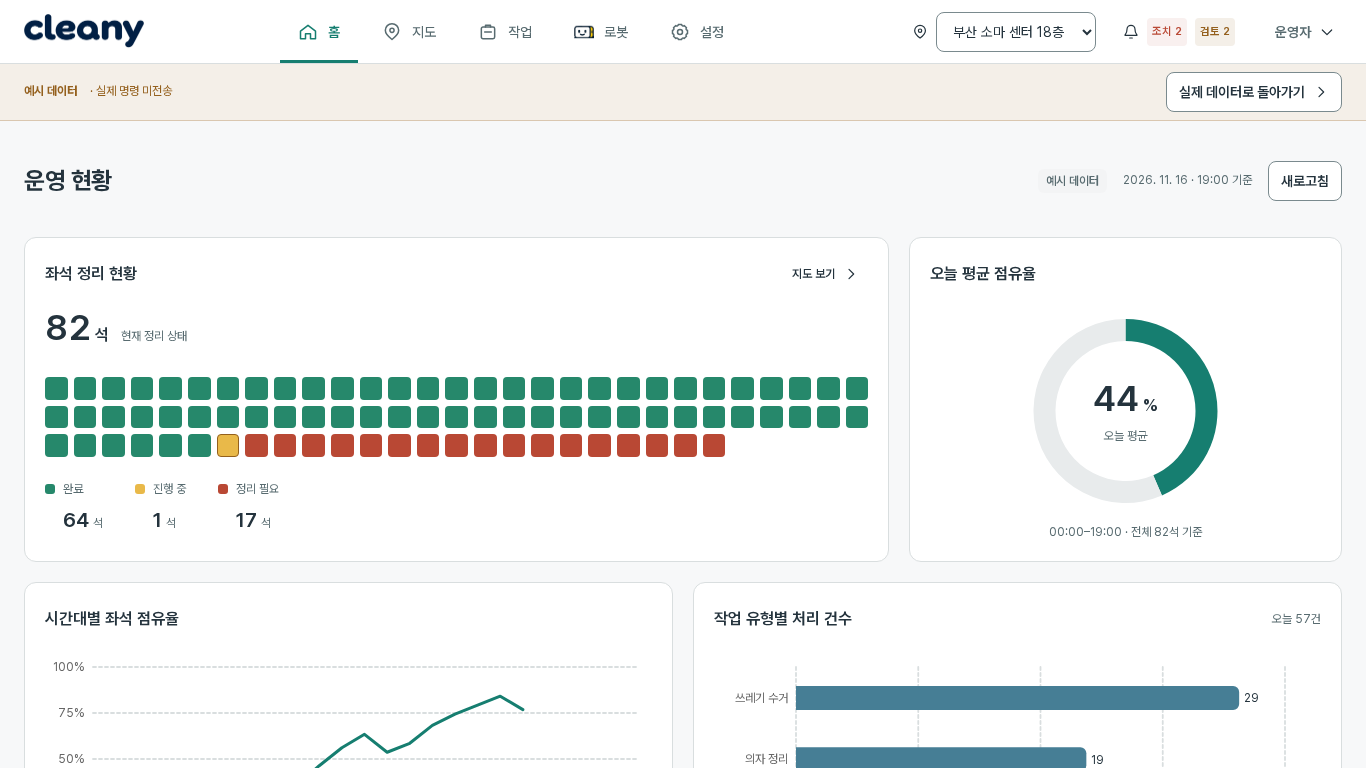 cleany
홈
지도
작업
로봇
설정
부산 소마 센터 18층
조치 2
검토 2
운영자
예시 데이터 · 실제 명령 미전송
실제 데이터로 돌아가기
운영 현황
예시 데이터
2026. 11. 16 · 19:00 기준
새로고침
좌석 정리 현황
지도 보기
82 석 현재 정리 상태
완료
진행 중
정리 필요
64 석
1 석
17 석
오늘 평균 점유율
44 %
오늘 평균
00:00–19:00 · 전체 82석 기준
시간대별 좌석 점유율
100%
75%
50%
작업 유형별 처리 건수
오늘 57건
쓰레기 수거
29
의자 정리
19